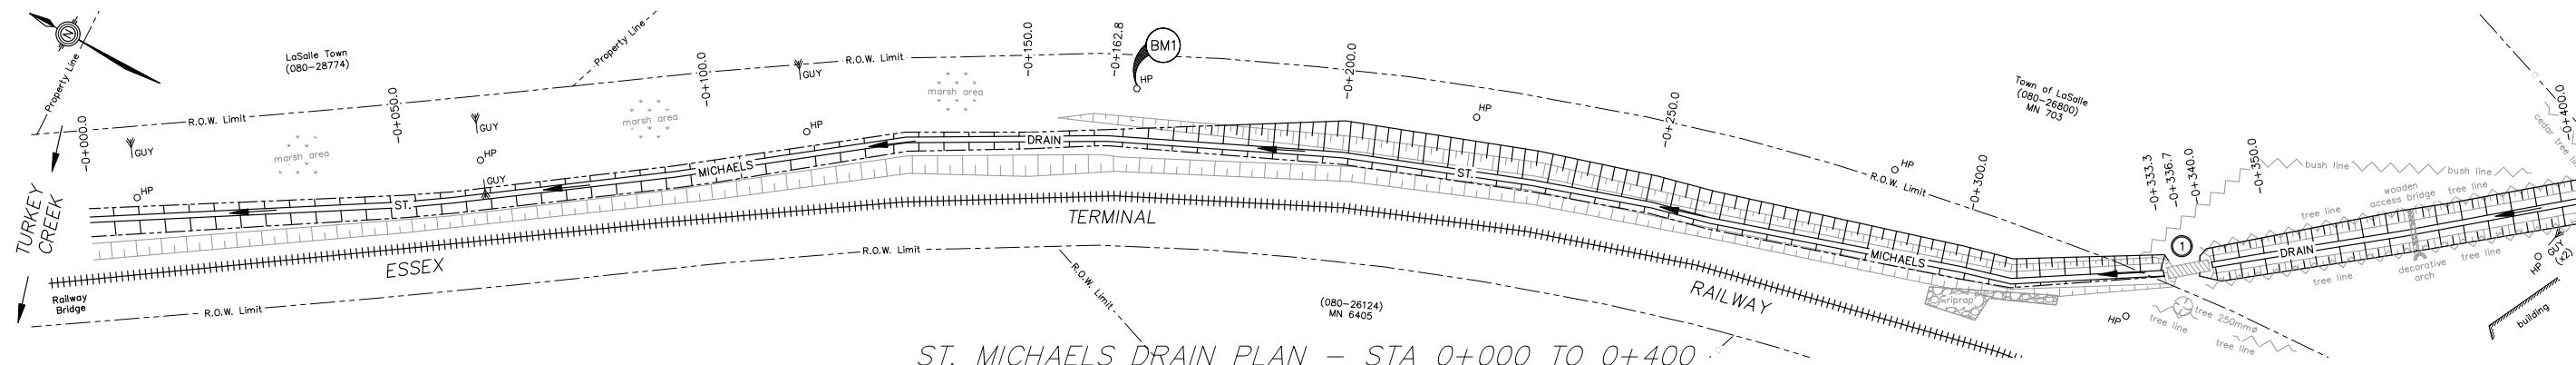 N
Property Line
LaSalle Town
(080-28774)
Property Line
R.O.W. Limit
R.O.W. Limit
R.O.W. Limit
-0+000.0
-0+050.0
-0+100.0
-0+150.0
-0+162.8
-0+200.0
-0+250.0
-0+300.0
-0+333.3
-0+336.7
-0+340.0
-0+350.0
-0+400.0
BM1
HP
GUY
HP
marsh area
GUY
HP
GUY
marsh area
GUY
HP
marsh area
HP
HP
Town of LaSalle
(080-26800)
MN 703
bush line
bush line
cedar tree
TURKEY
CREEK
ST.
MICHAELS
DRAIN
ST.
MICHAELS
DRAIN
1
wooden
access bridge
tree line
tree line
tree line
decorative
arch
tree line
HP
GUY
(x2)
building
Railway
Bridge
ESSEX
TERMINAL
RAILWAY
R.O.W. Limit
R.O.W. Limit
R.O.W. Limit
(080-26124)
MN 6405
riprap
HP
tree line
tree 250mmø
tree line
ST. MICHAELS DRAIN PLAN – STA 0+000 TO 0+400